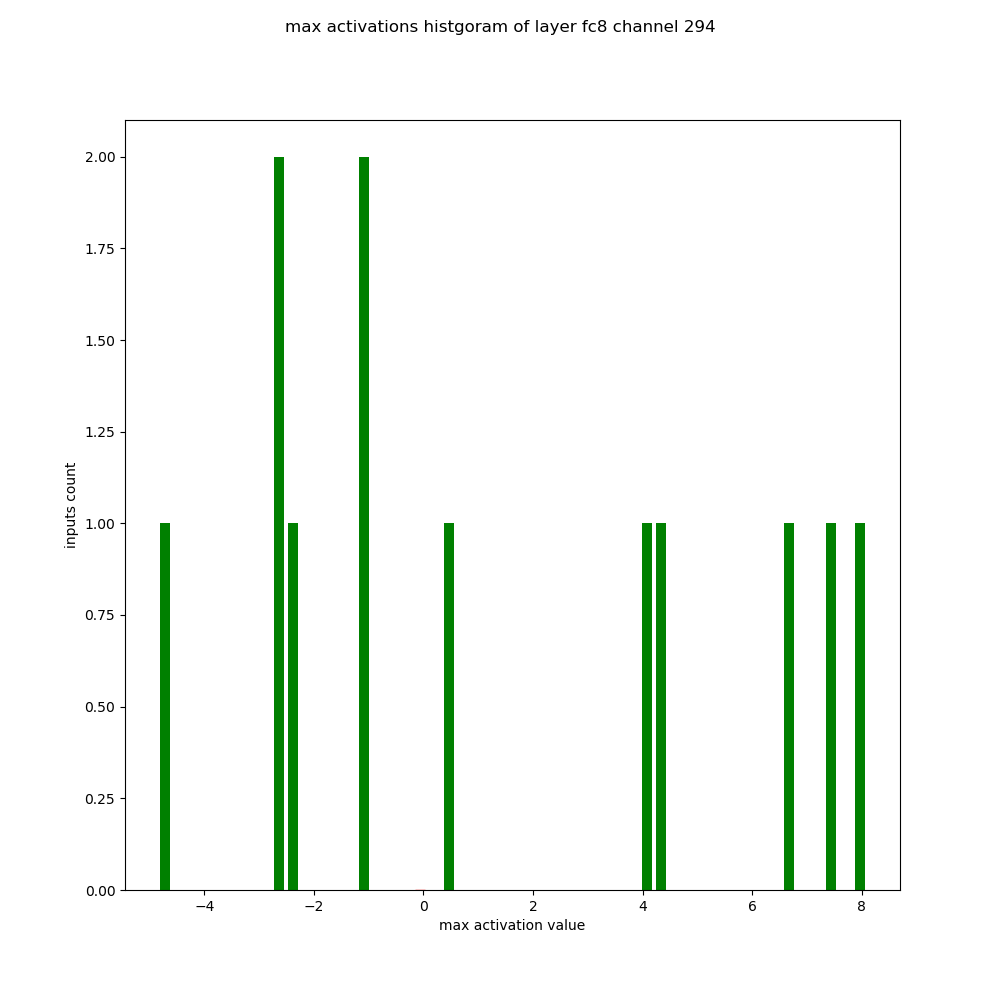 max activations histgoram of layer fc8 channel 294
2.00
1.75
1.50
1.25
1.00
0.75
0.50
0.25
0.00
inputs count
−4 −2 0 2 4 6 8
max activation value